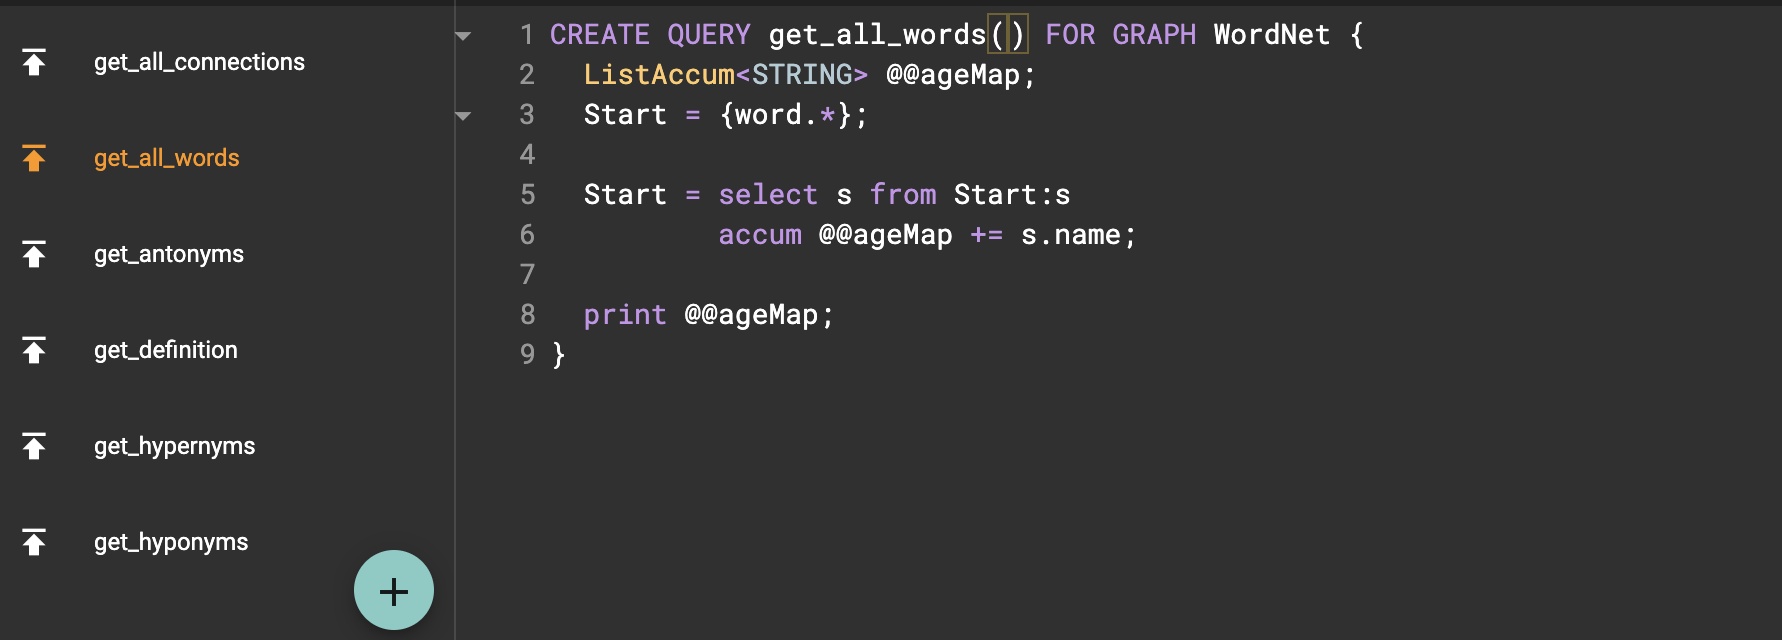 get_all_connections
get_all_words
get_antonyms
get_definition
get_hypernyms
get_hyponyms
+
1 CREATE QUERY get_all_words() FOR GRAPH WordNet {
2   ListAccum<STRING> @@ageMap;
3   Start = {word.*};
4
5   Start = select s from Start:s
6           accum @@ageMap += s.name;
7
8   print @@ageMap;
9 }